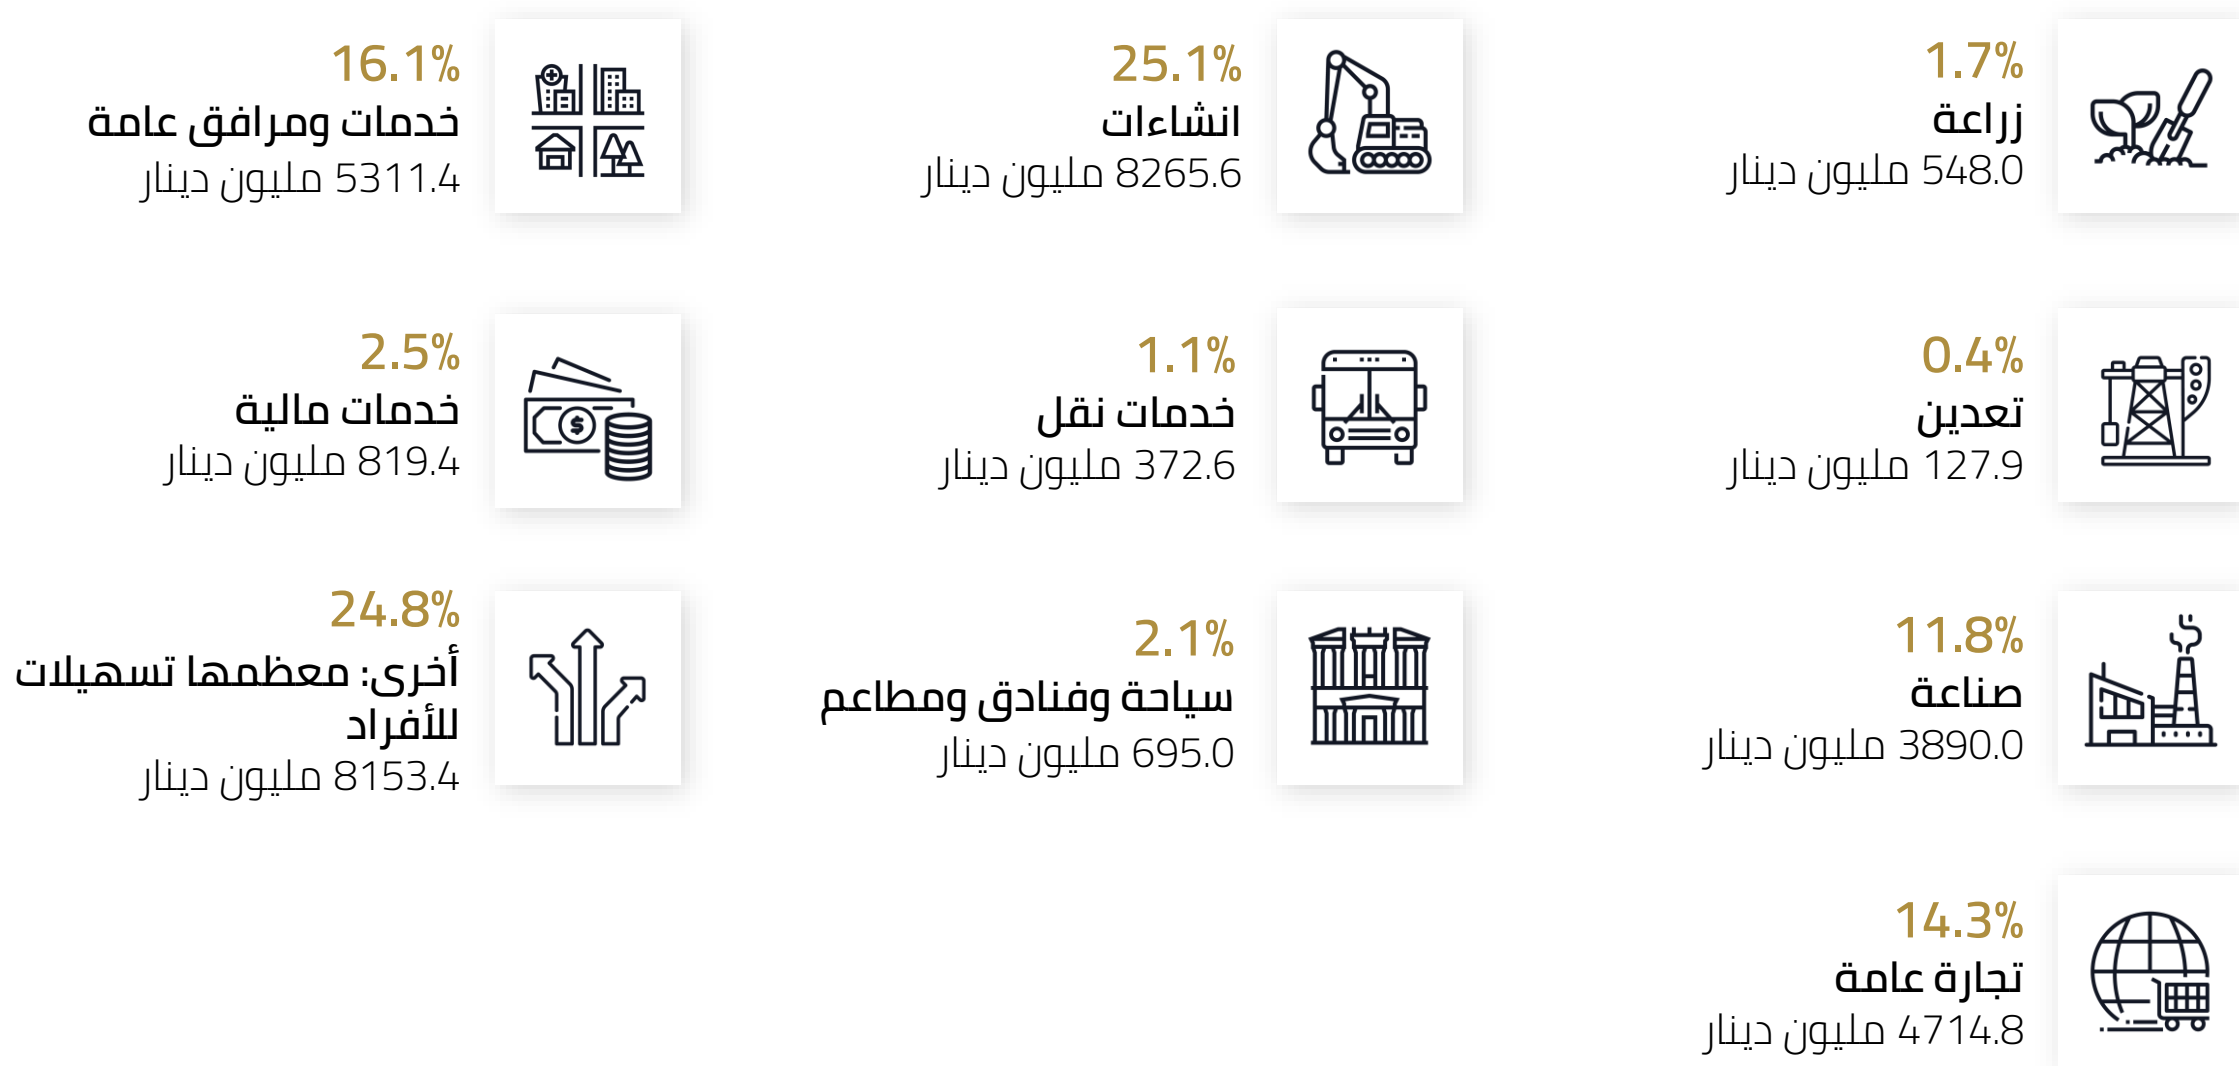 1.7%
زراعة
548.0 مليون دينار
0.4%
تعدين
127.9 مليون دينار
11.8%
صناعة
3890.0 مليون دينار
14.3%
تجارة عامة
4714.8 مليون دينار
25.1%
انشاءات
8265.6 مليون دينار
1.1%
خدمات نقل
372.6 مليون دينار
2.1%
سياحة وفنادق ومطاعم
695.0 مليون دينار
16.1%
خدمات ومرافق عامة
5311.4 مليون دينار
2.5%
خدمات مالية
819.4 مليون دينار
24.8%
أخرى: معظمها تسهيلات
للأفراد
8153.4 مليون دينار